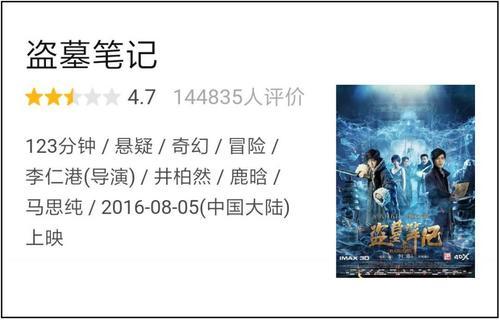 盗墓笔记
4.7 144835人评价
123分钟 / 悬疑 / 奇幻 / 冒险 /
李仁港(导演) / 井柏然 / 鹿晗 /
马思纯 / 2016-08-05(中国大陆)
上映
盗墓笔记
IMAX 3D
4DX